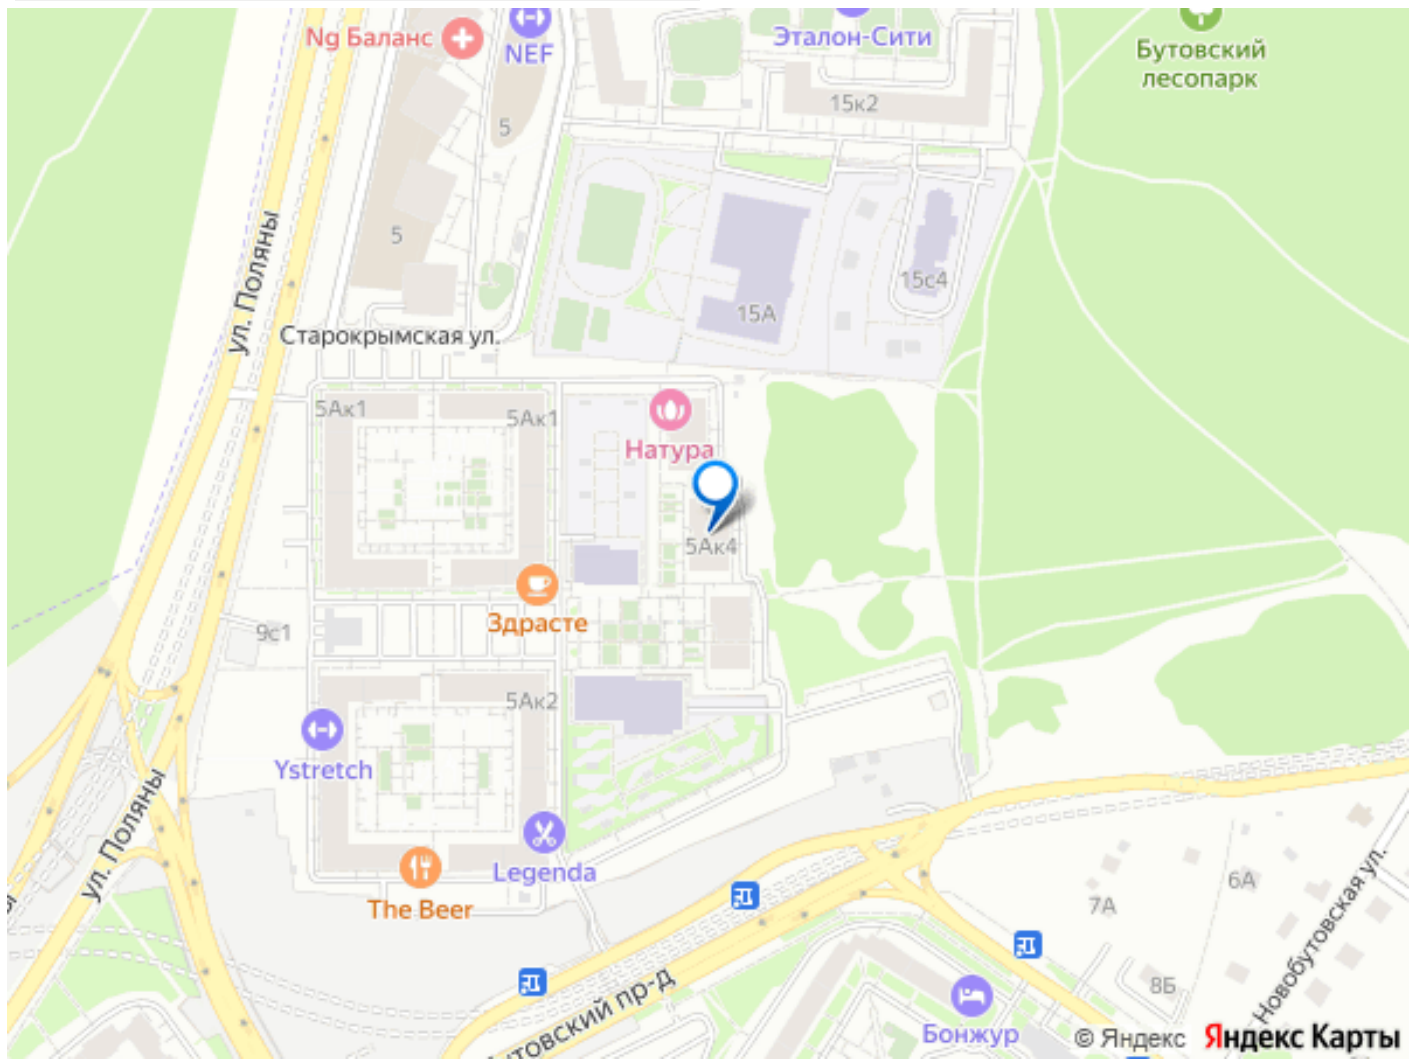 Ng Баланс
NEF
Эталон-Сити
Бутовский
лесопарк
15к2
5
5
ул. Поляны
15с4
15А
Старокрымская ул.
5Ак1
5Ак1
Натура
5Ак4
Здрасте
9с1
5Ак2
Ystretch
ул. Поляны
Legenda
The Beer
6А
7А
8Б
Новобутовская ул.
утовский пр-д
Бонжур
© Яндекс Яндекс Карты